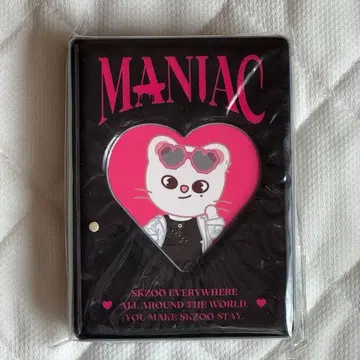 MANIAC
SKZOO EVERYWHERE
ALL AROUND THE WORLD.
YOU MAKE SKZOO STAY.